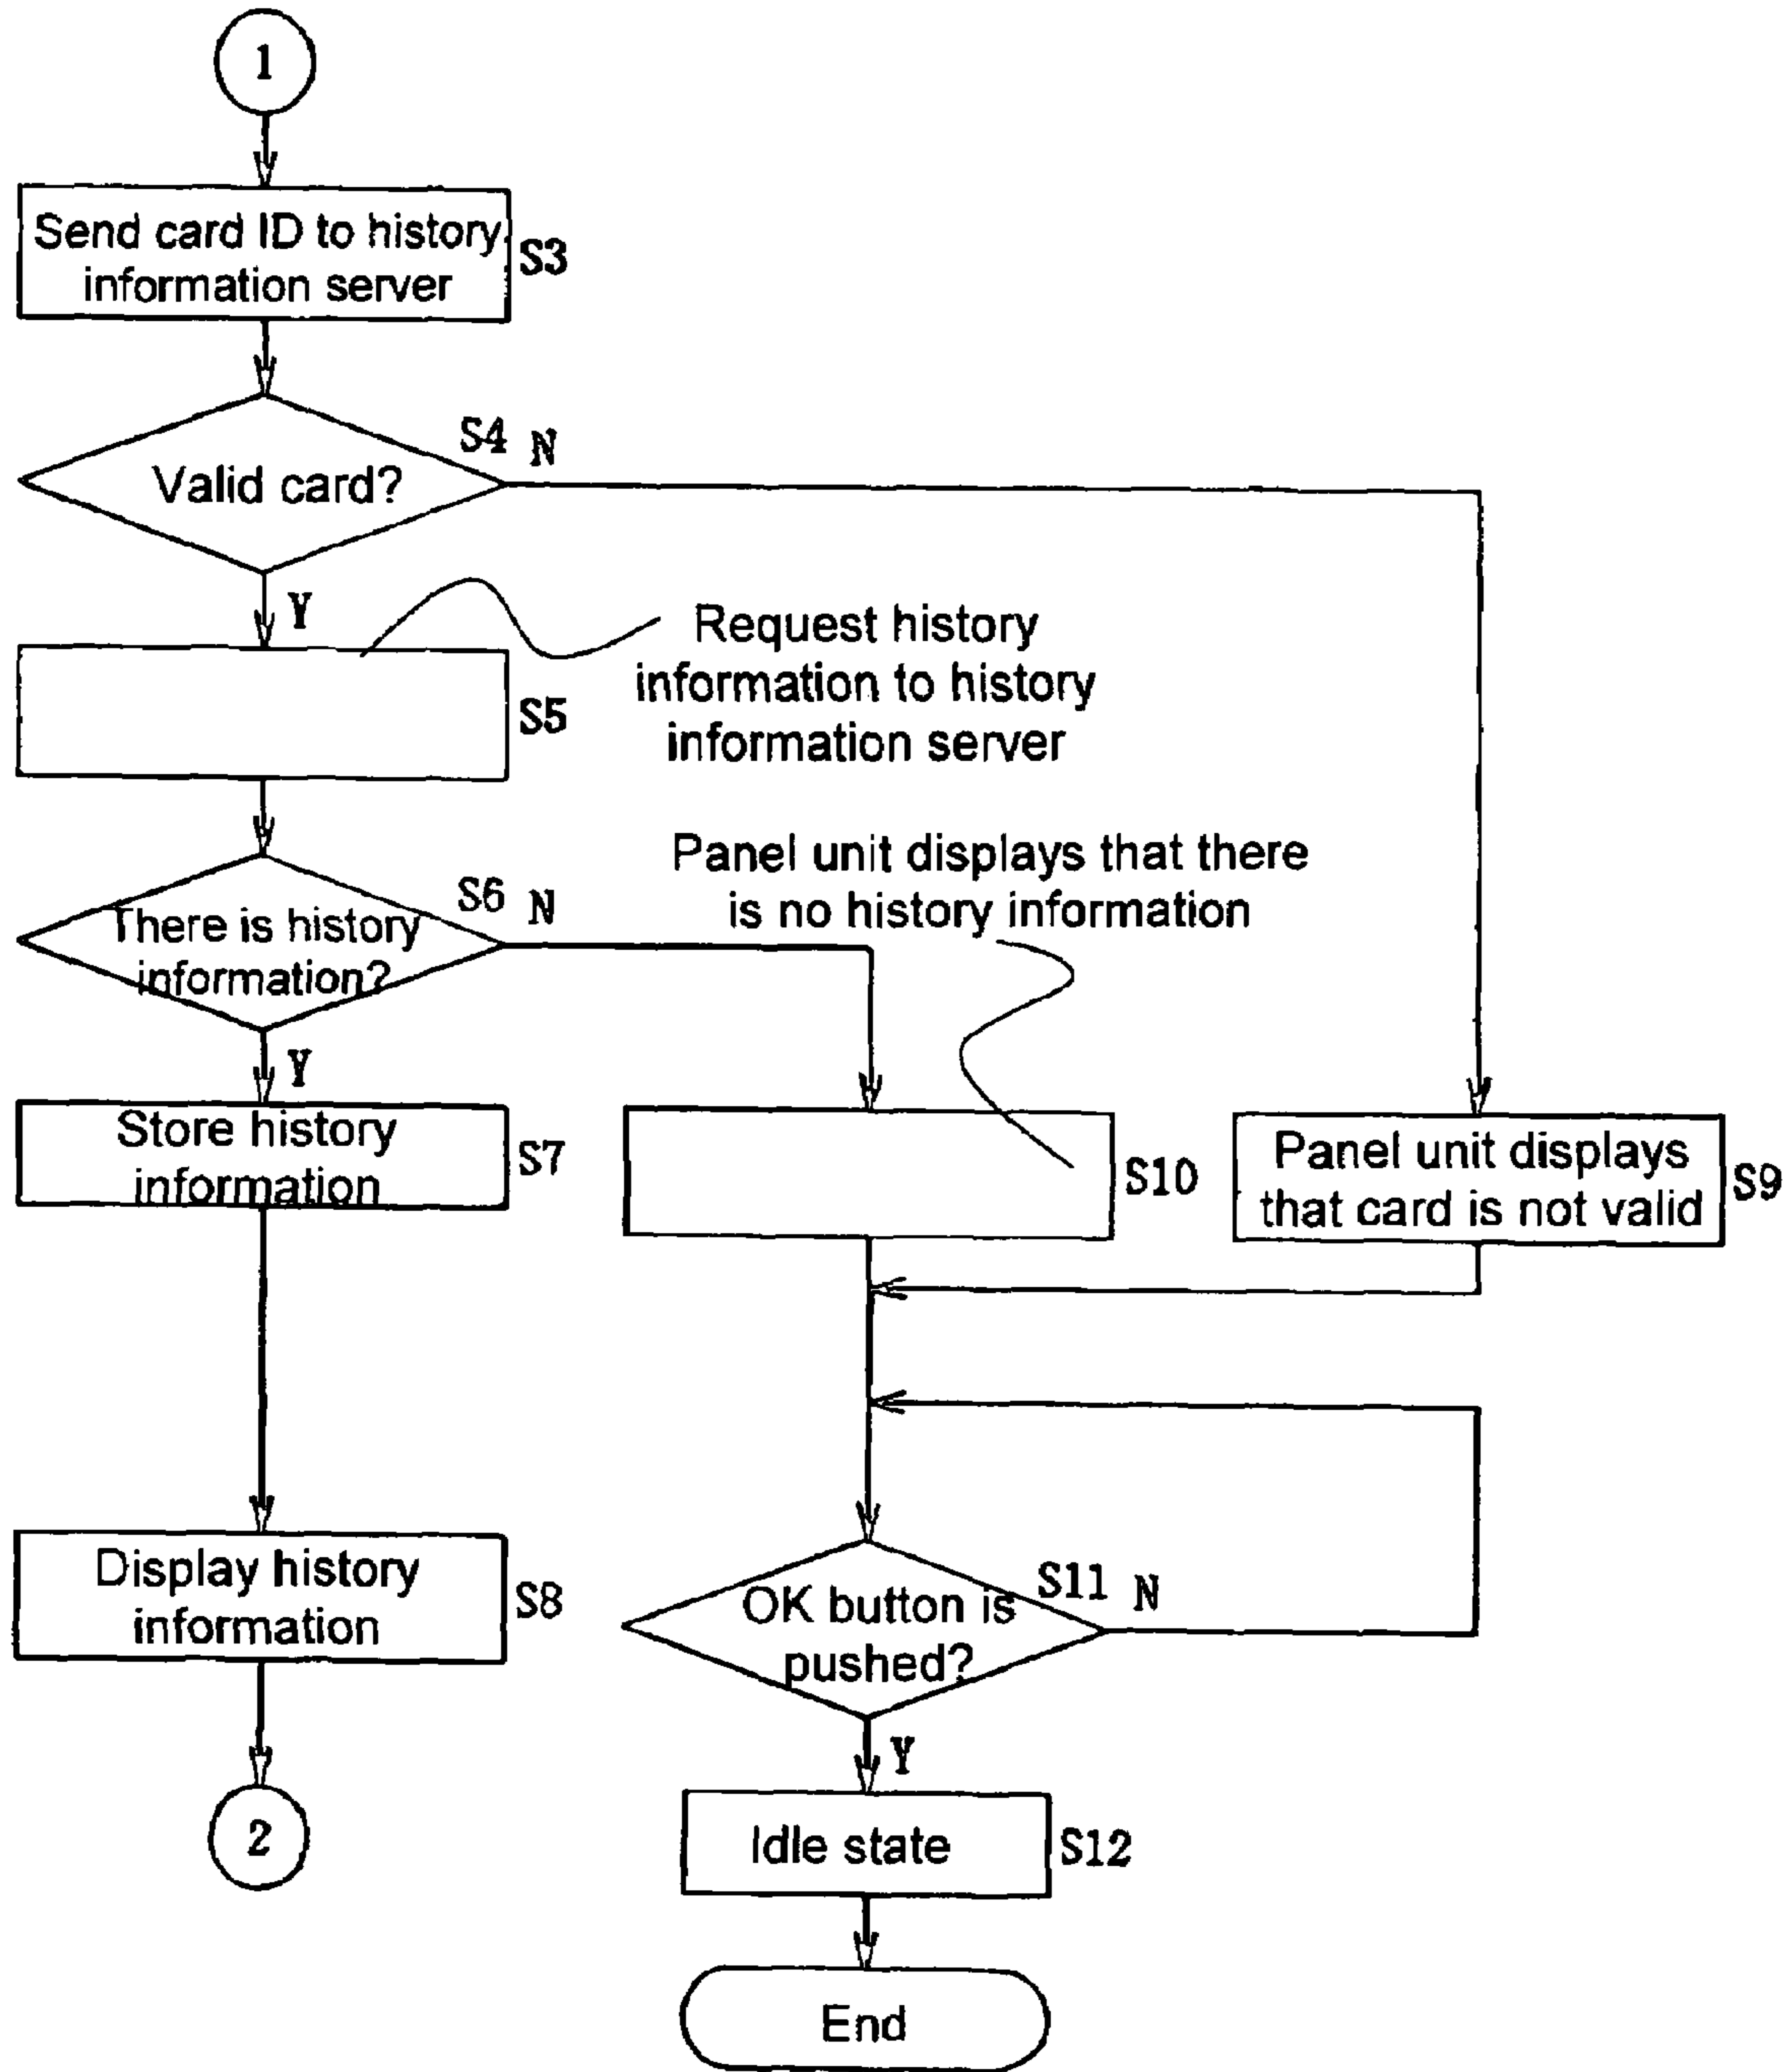 1
Send card ID to history
information server
S3
S4 N
Valid card?
Y
Request history
information to history
information server
S5
Panel unit displays that there
is no history information
S6 N
There is history
information?
Y
Store history
information
S7
S10
Panel unit displays
that card is not valid
S9
Display history
information
S8
S11 N
OK button is
pushed?
Y
2
Idle state
S12
End